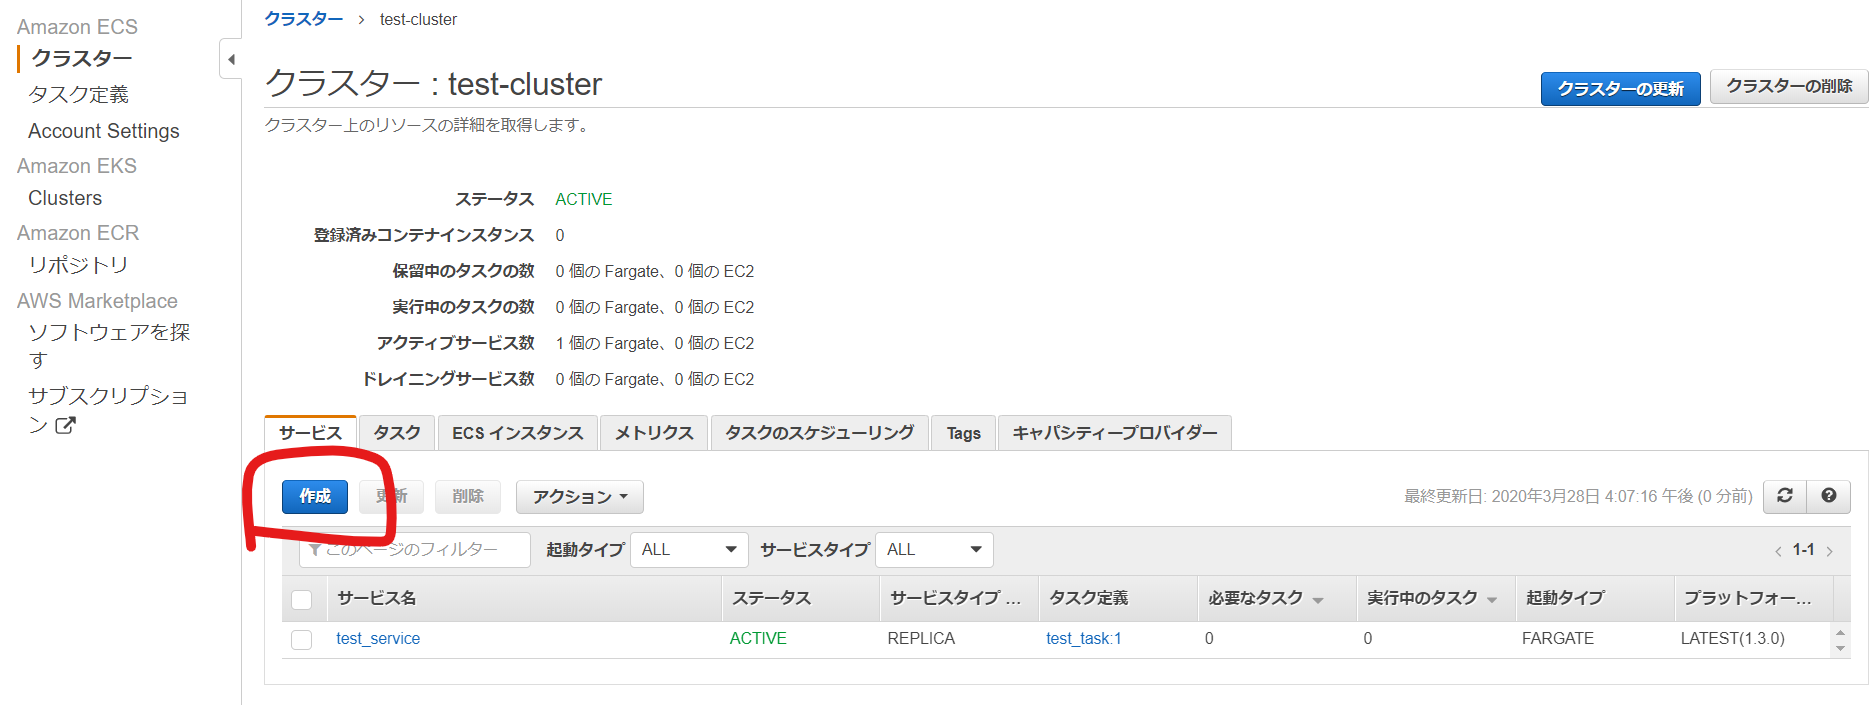 Amazon ECS
クラスター
タスク定義
Account Settings
Amazon EKS
Clusters
Amazon ECR
リポジトリ
AWS Marketplace
ソフトウェアを探
す
サブスクリプショ
ン
クラスター > test-cluster
クラスター : test-cluster
クラスターの更新 クラスターの削除
クラスター上のリソースの詳細を取得します。
ステータス ACTIVE
登録済みコンテナインスタンス 0
保留中のタスクの数 0 個の Fargate、0 個の EC2
実行中のタスクの数 0 個の Fargate、0 個の EC2
アクティブサービス数 1 個の Fargate、0 個の EC2
ドレイニングサービス数 0 個の Fargate、0 個の EC2
サービス タスク ECS インスタンス メトリクス タスクのスケジューリング Tags キャパシティープロバイダー
作成 更新 削除 アクション 最終更新日: 2020年3月28日 4:07:16 午後 (0 分前)
このページのフィルター 起動タイプ ALL サービスタイプ ALL < 1-1 >
サービス名 ステータス サービスタイプ ... タスク定義 必要なタスク 実行中のタスク 起動タイプ プラットフォー...
test_service ACTIVE REPLICA test_task:1 0 0 FARGATE LATEST(1.3.0)